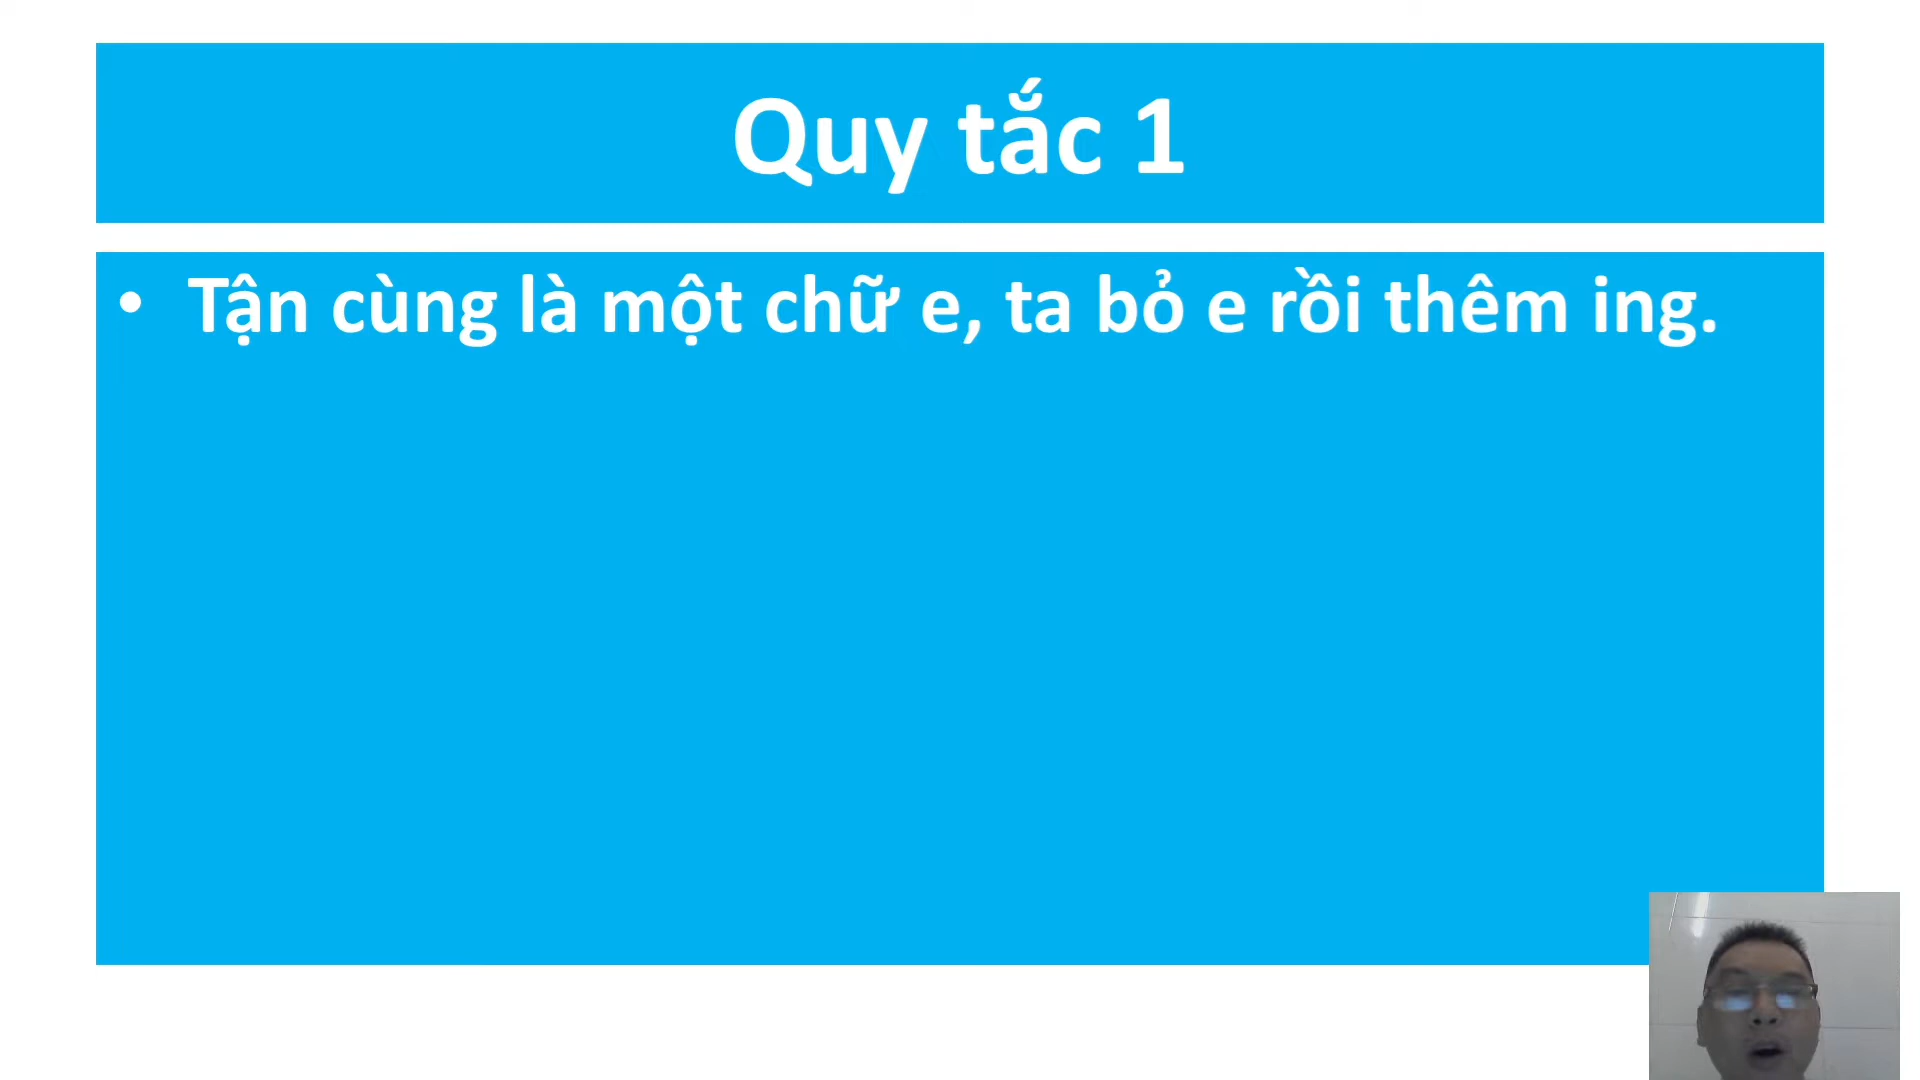 Quy tắc 1
• Tận cùng là một chữ e, ta bỏ e rồi thêm ing.